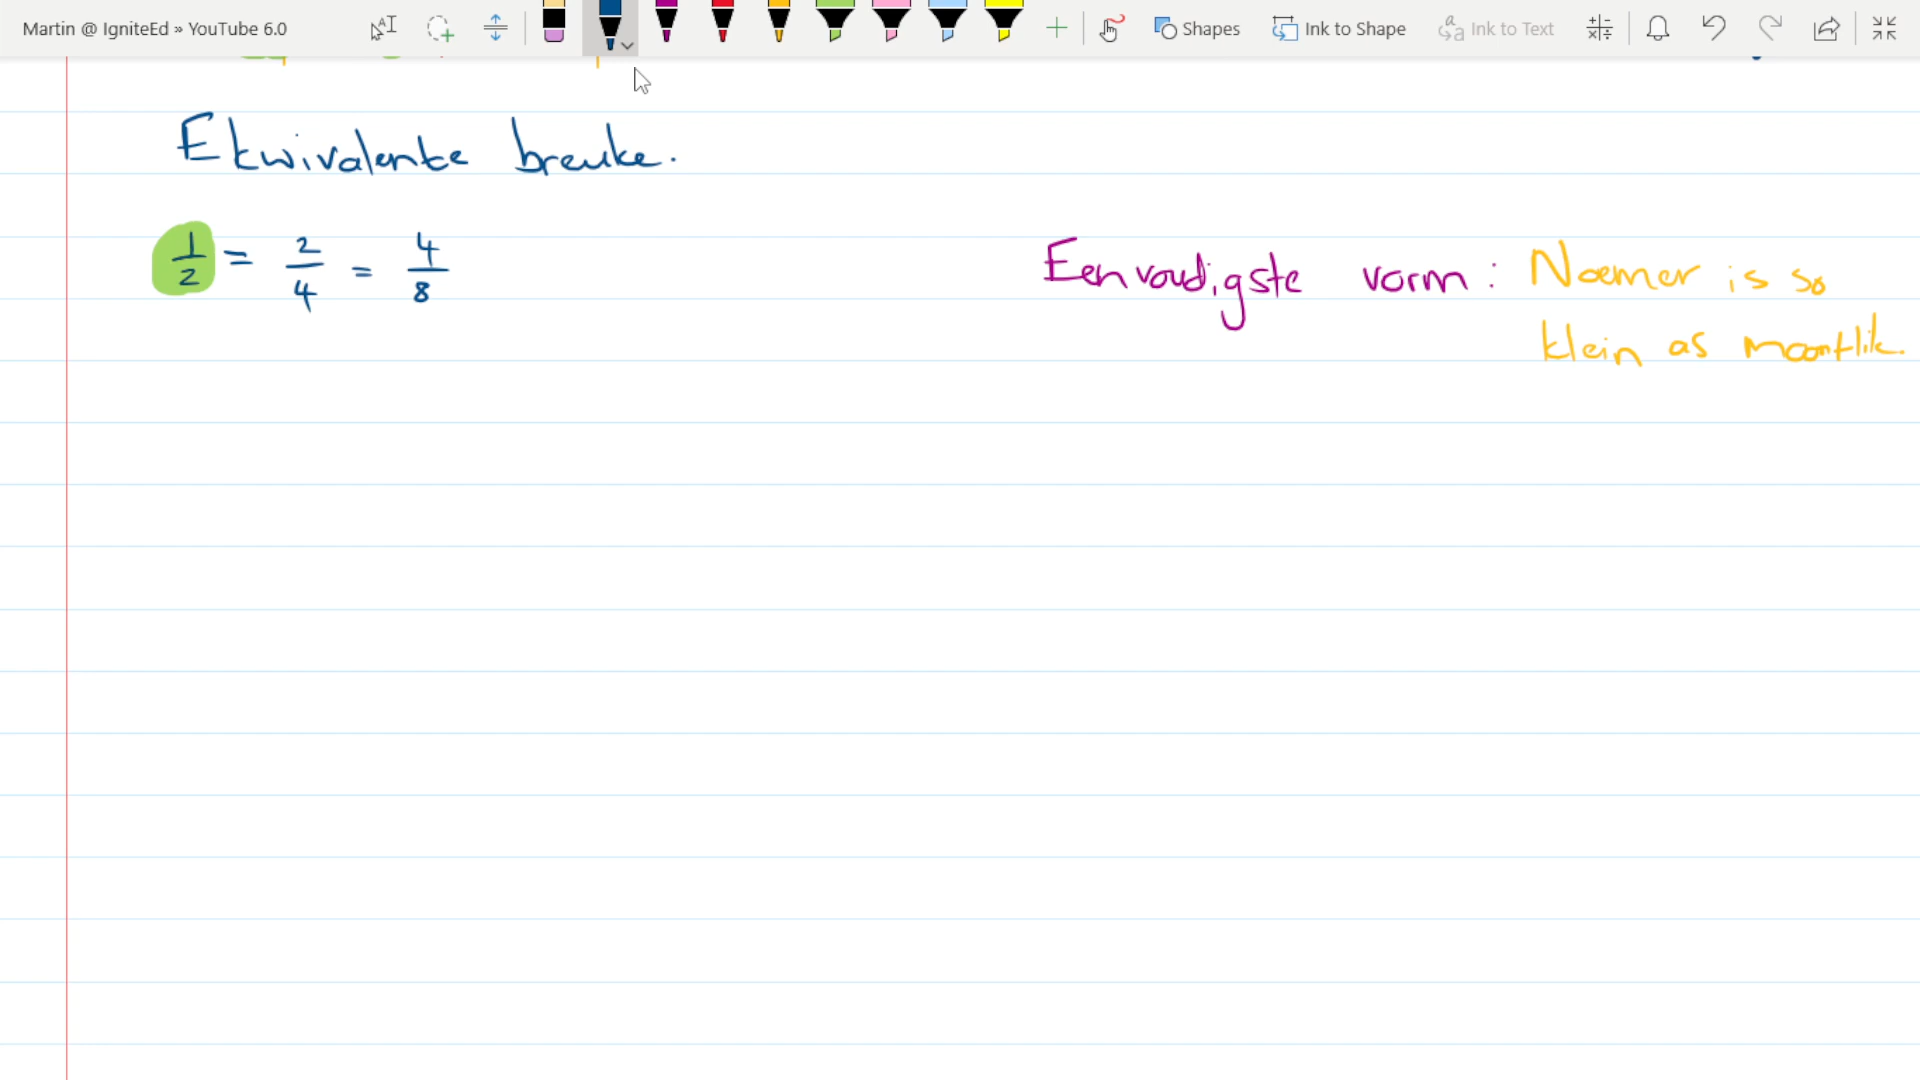 Martin @ IgniteEd » YouTube 6.0
Shapes
Ink to Shape
Ink to Text
Ekwivalente breuke.
1/2 = 2/4 = 4/8
Eenvoudigste vorm : Noemer is so
klein as moontlik.